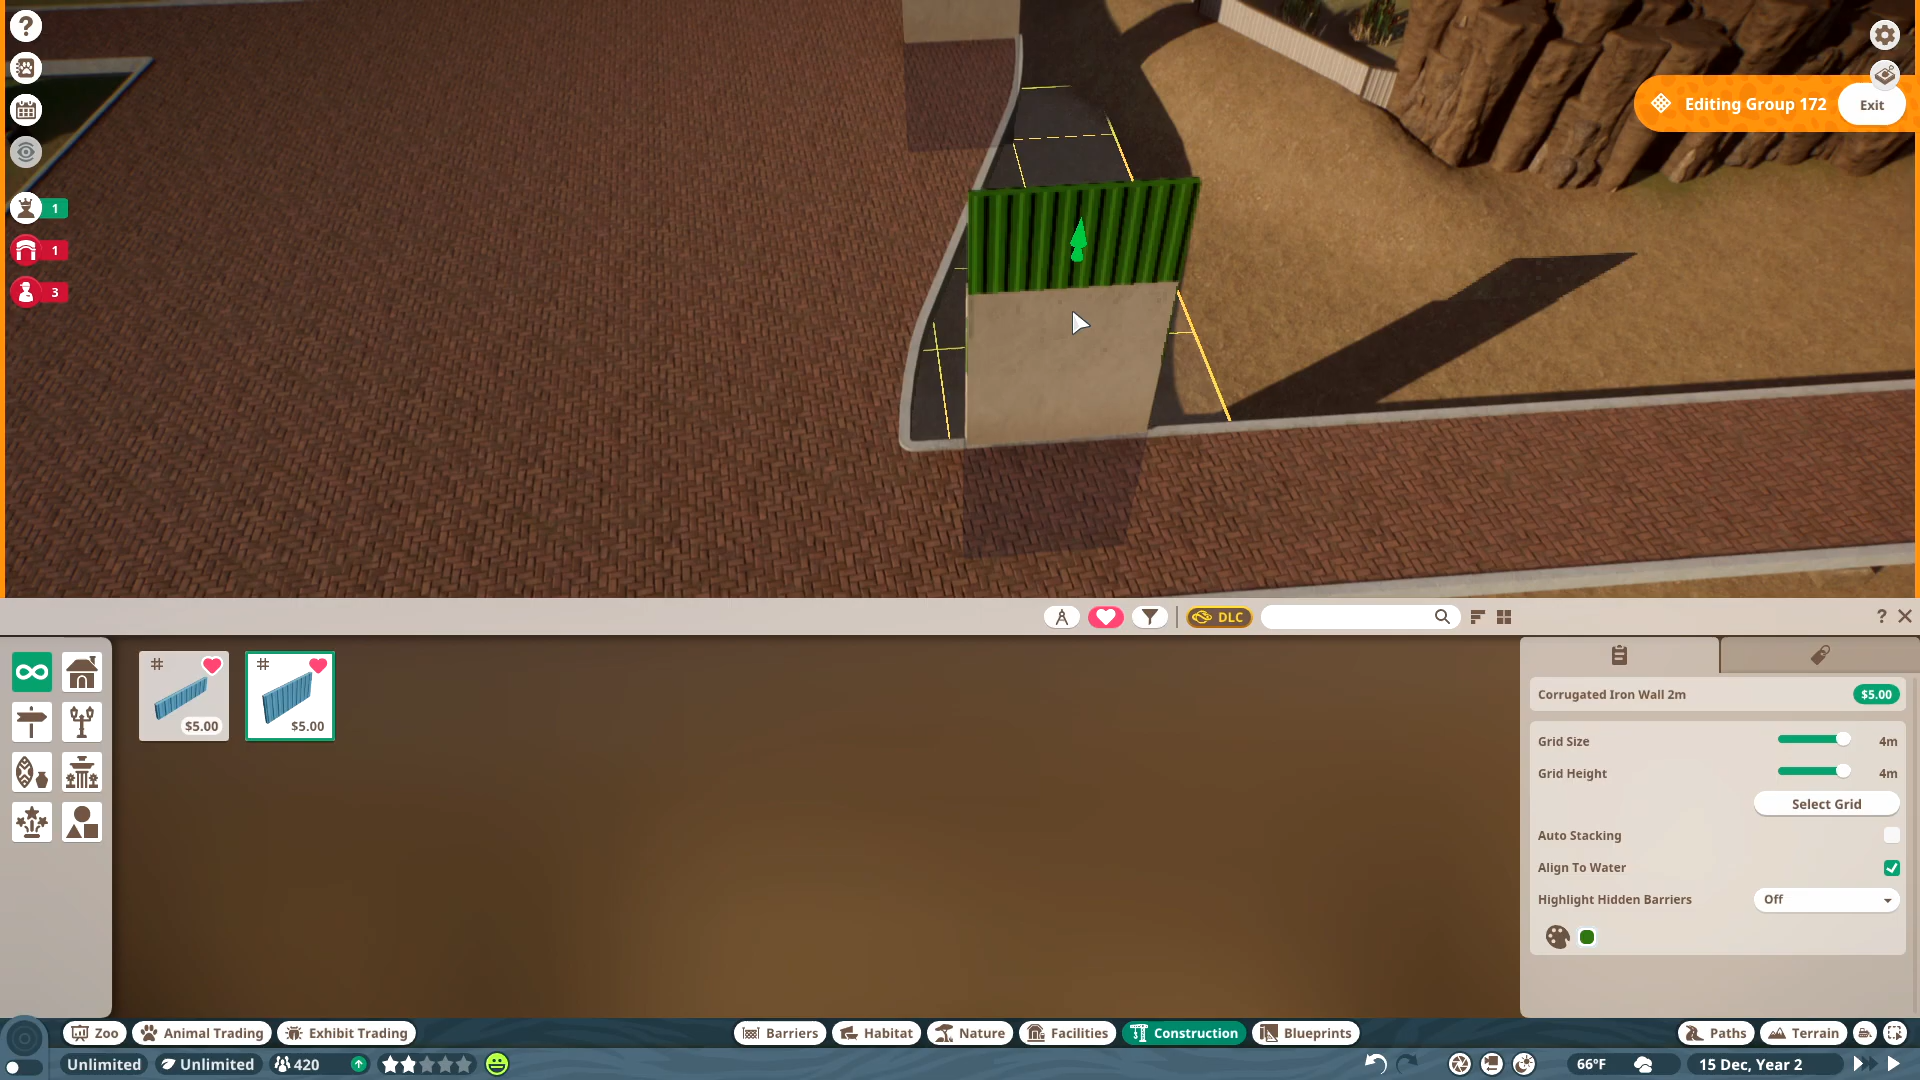 ?
Editing Group 172 Exit
1
1
3
DLC
?
$5.00
$5.00
Corrugated Iron Wall 2m $5.00
Grid Size 4m
Grid Height 4m
Select Grid
Auto Stacking
Align To Water
Highlight Hidden Barriers Off
Zoo Animal Trading Exhibit Trading Barriers Habitat Nature Facilities Construction Blueprints Paths Terrain
Unlimited Unlimited 420 66°F 15 Dec, Year 2